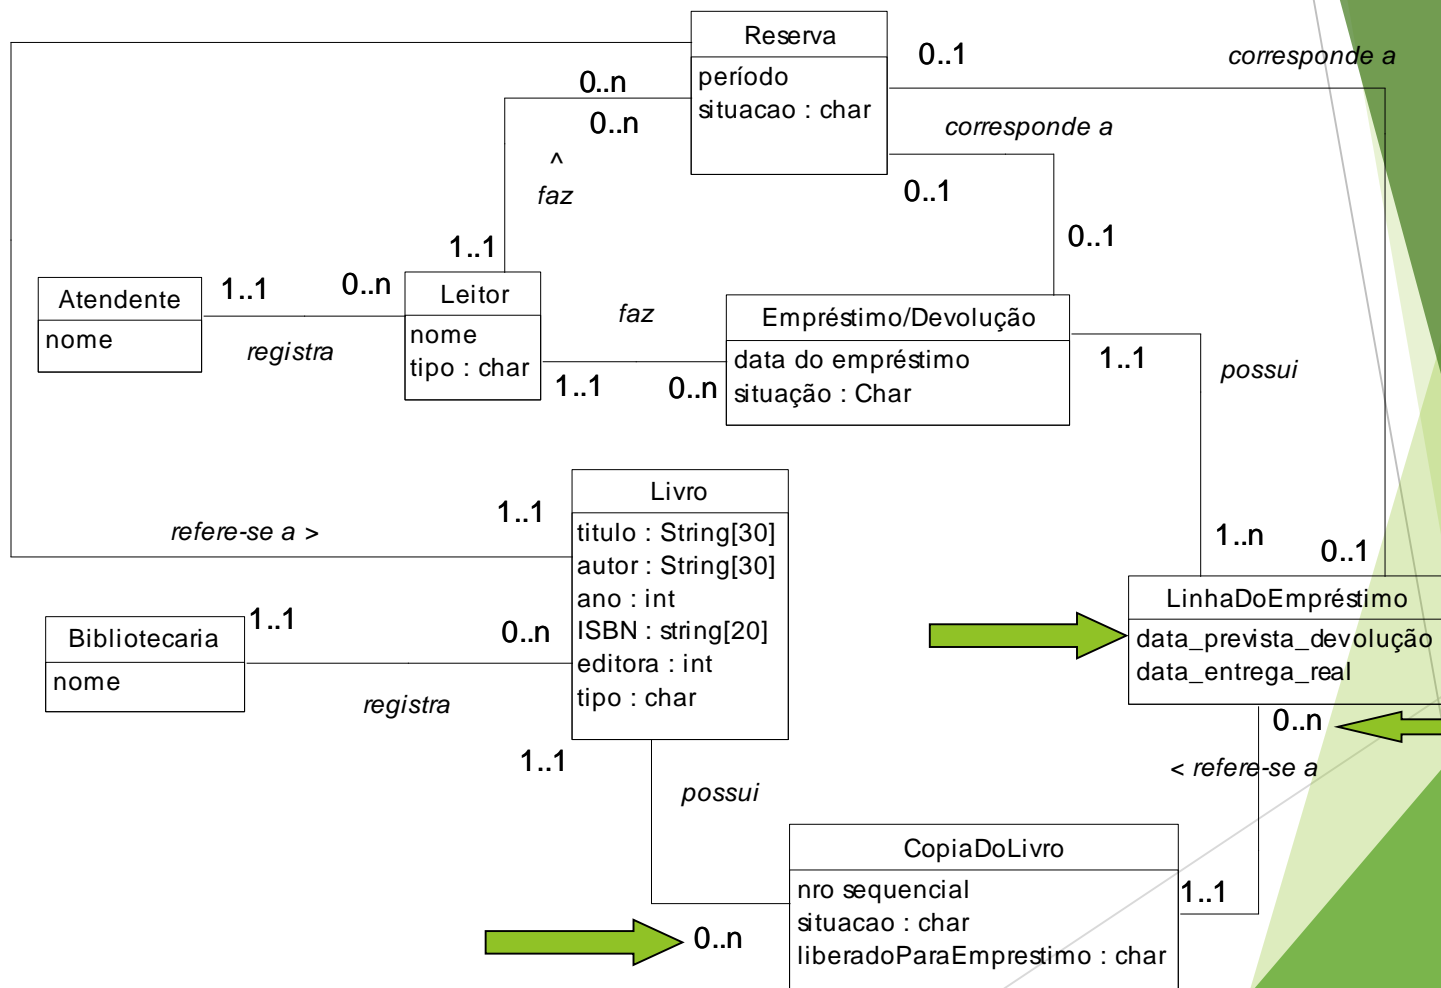 Reserva
período
situacao : char
0..1
corresponde a
0..n
0..n
corresponde a
^
faz
0..1
0..1
1..1
Atendente
nome
1..1
0..n
registra
Leitor
nome
tipo : char
faz
1..1
0..n
Empréstimo/Devolução
data do empréstimo
situação : Char
1..1
possui
1..n
0..1
refere-se a >
1..1
Livro
titulo : String[30]
autor : String[30]
ano : int
ISBN : string[20]
editora : int
tipo : char
Bibliotecaria
nome
1..1
0..n
registra
LinhaDoEmpréstimo
data_prevista_devolução
data_entrega_real
0..n
< refere-se a
1..1
possui
0..n
CopiaDoLivro
nro sequencial
situacao : char
liberadoParaEmprestimo : char
1..1